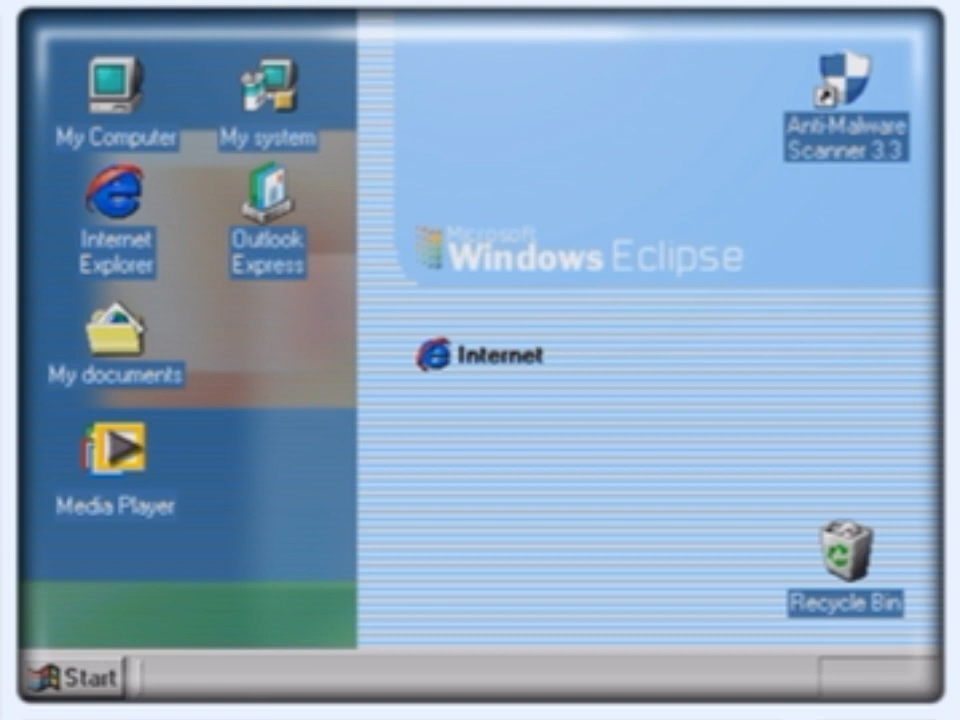 My Computer
My system
Anti-Malware
Scanner 3.3
Internet
Explorer
Outlook
Express
Microsoft
Windows Eclipse
Internet
My documents
Media Player
Recycle Bin
Start